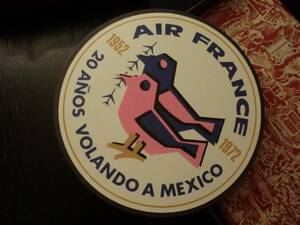 AIR FRANCE
1952
1972
20 AÑOS VOLANDO A MEXICO